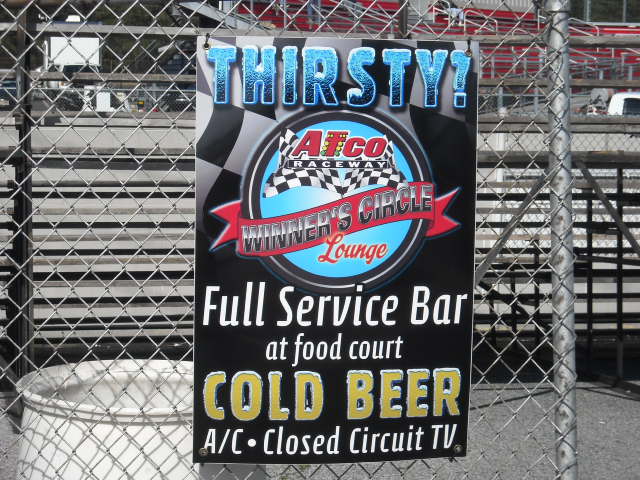 THIRSTY?
ATCO
RACEWAY
WINNER'S CIRCLE
Lounge
Full Service Bar
at food court
COLD BEER
A/C • Closed Circuit TV